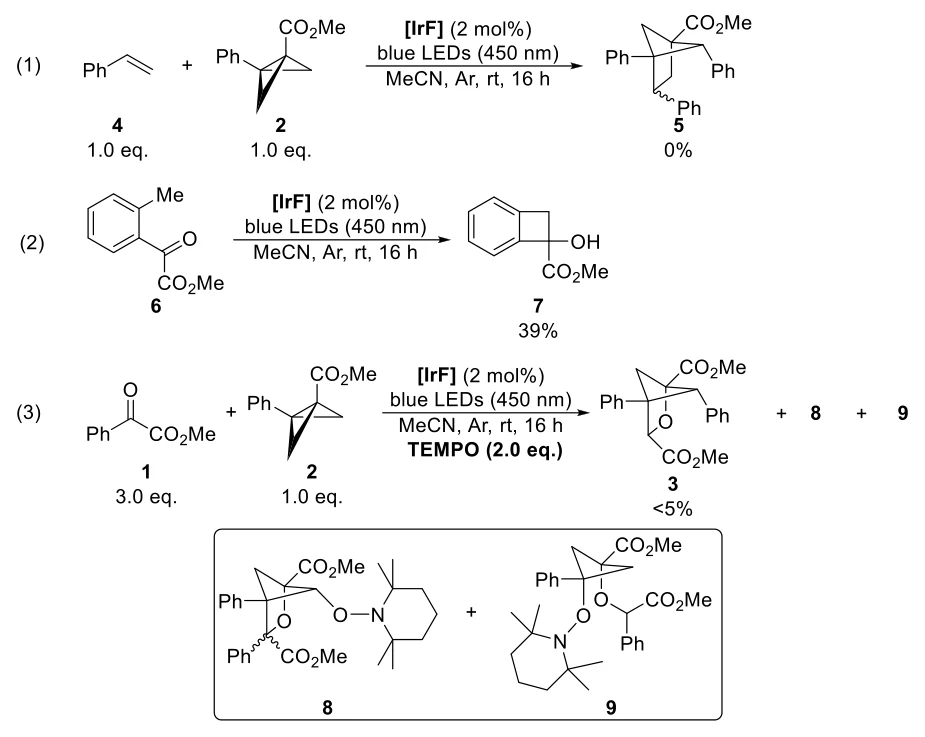 (1)
Ph
4
1.0 eq.
+
Ph
CO2Me
2
1.0 eq.
[IrF] (2 mol%)
blue LEDs (450 nm)
MeCN, Ar, rt, 16 h
CO2Me
Ph
Ph
Ph
5
0%
(2)
Me
O
CO2Me
6
[IrF] (2 mol%)
blue LEDs (450 nm)
MeCN, Ar, rt, 16 h
OH
CO2Me
7
39%
(3)
O
Ph
CO2Me
1
3.0 eq.
+
CO2Me
Ph
2
1.0 eq.
[IrF] (2 mol%)
blue LEDs (450 nm)
MeCN, Ar, rt, 16 h
TEMPO (2.0 eq.)
CO2Me
Ph
Ph
O
CO2Me
3
<5%
+ 8 + 9
CO2Me
Ph
O
O
N
Ph
CO2Me
8
+
CO2Me
Ph
O
O
CO2Me
N
Ph
9